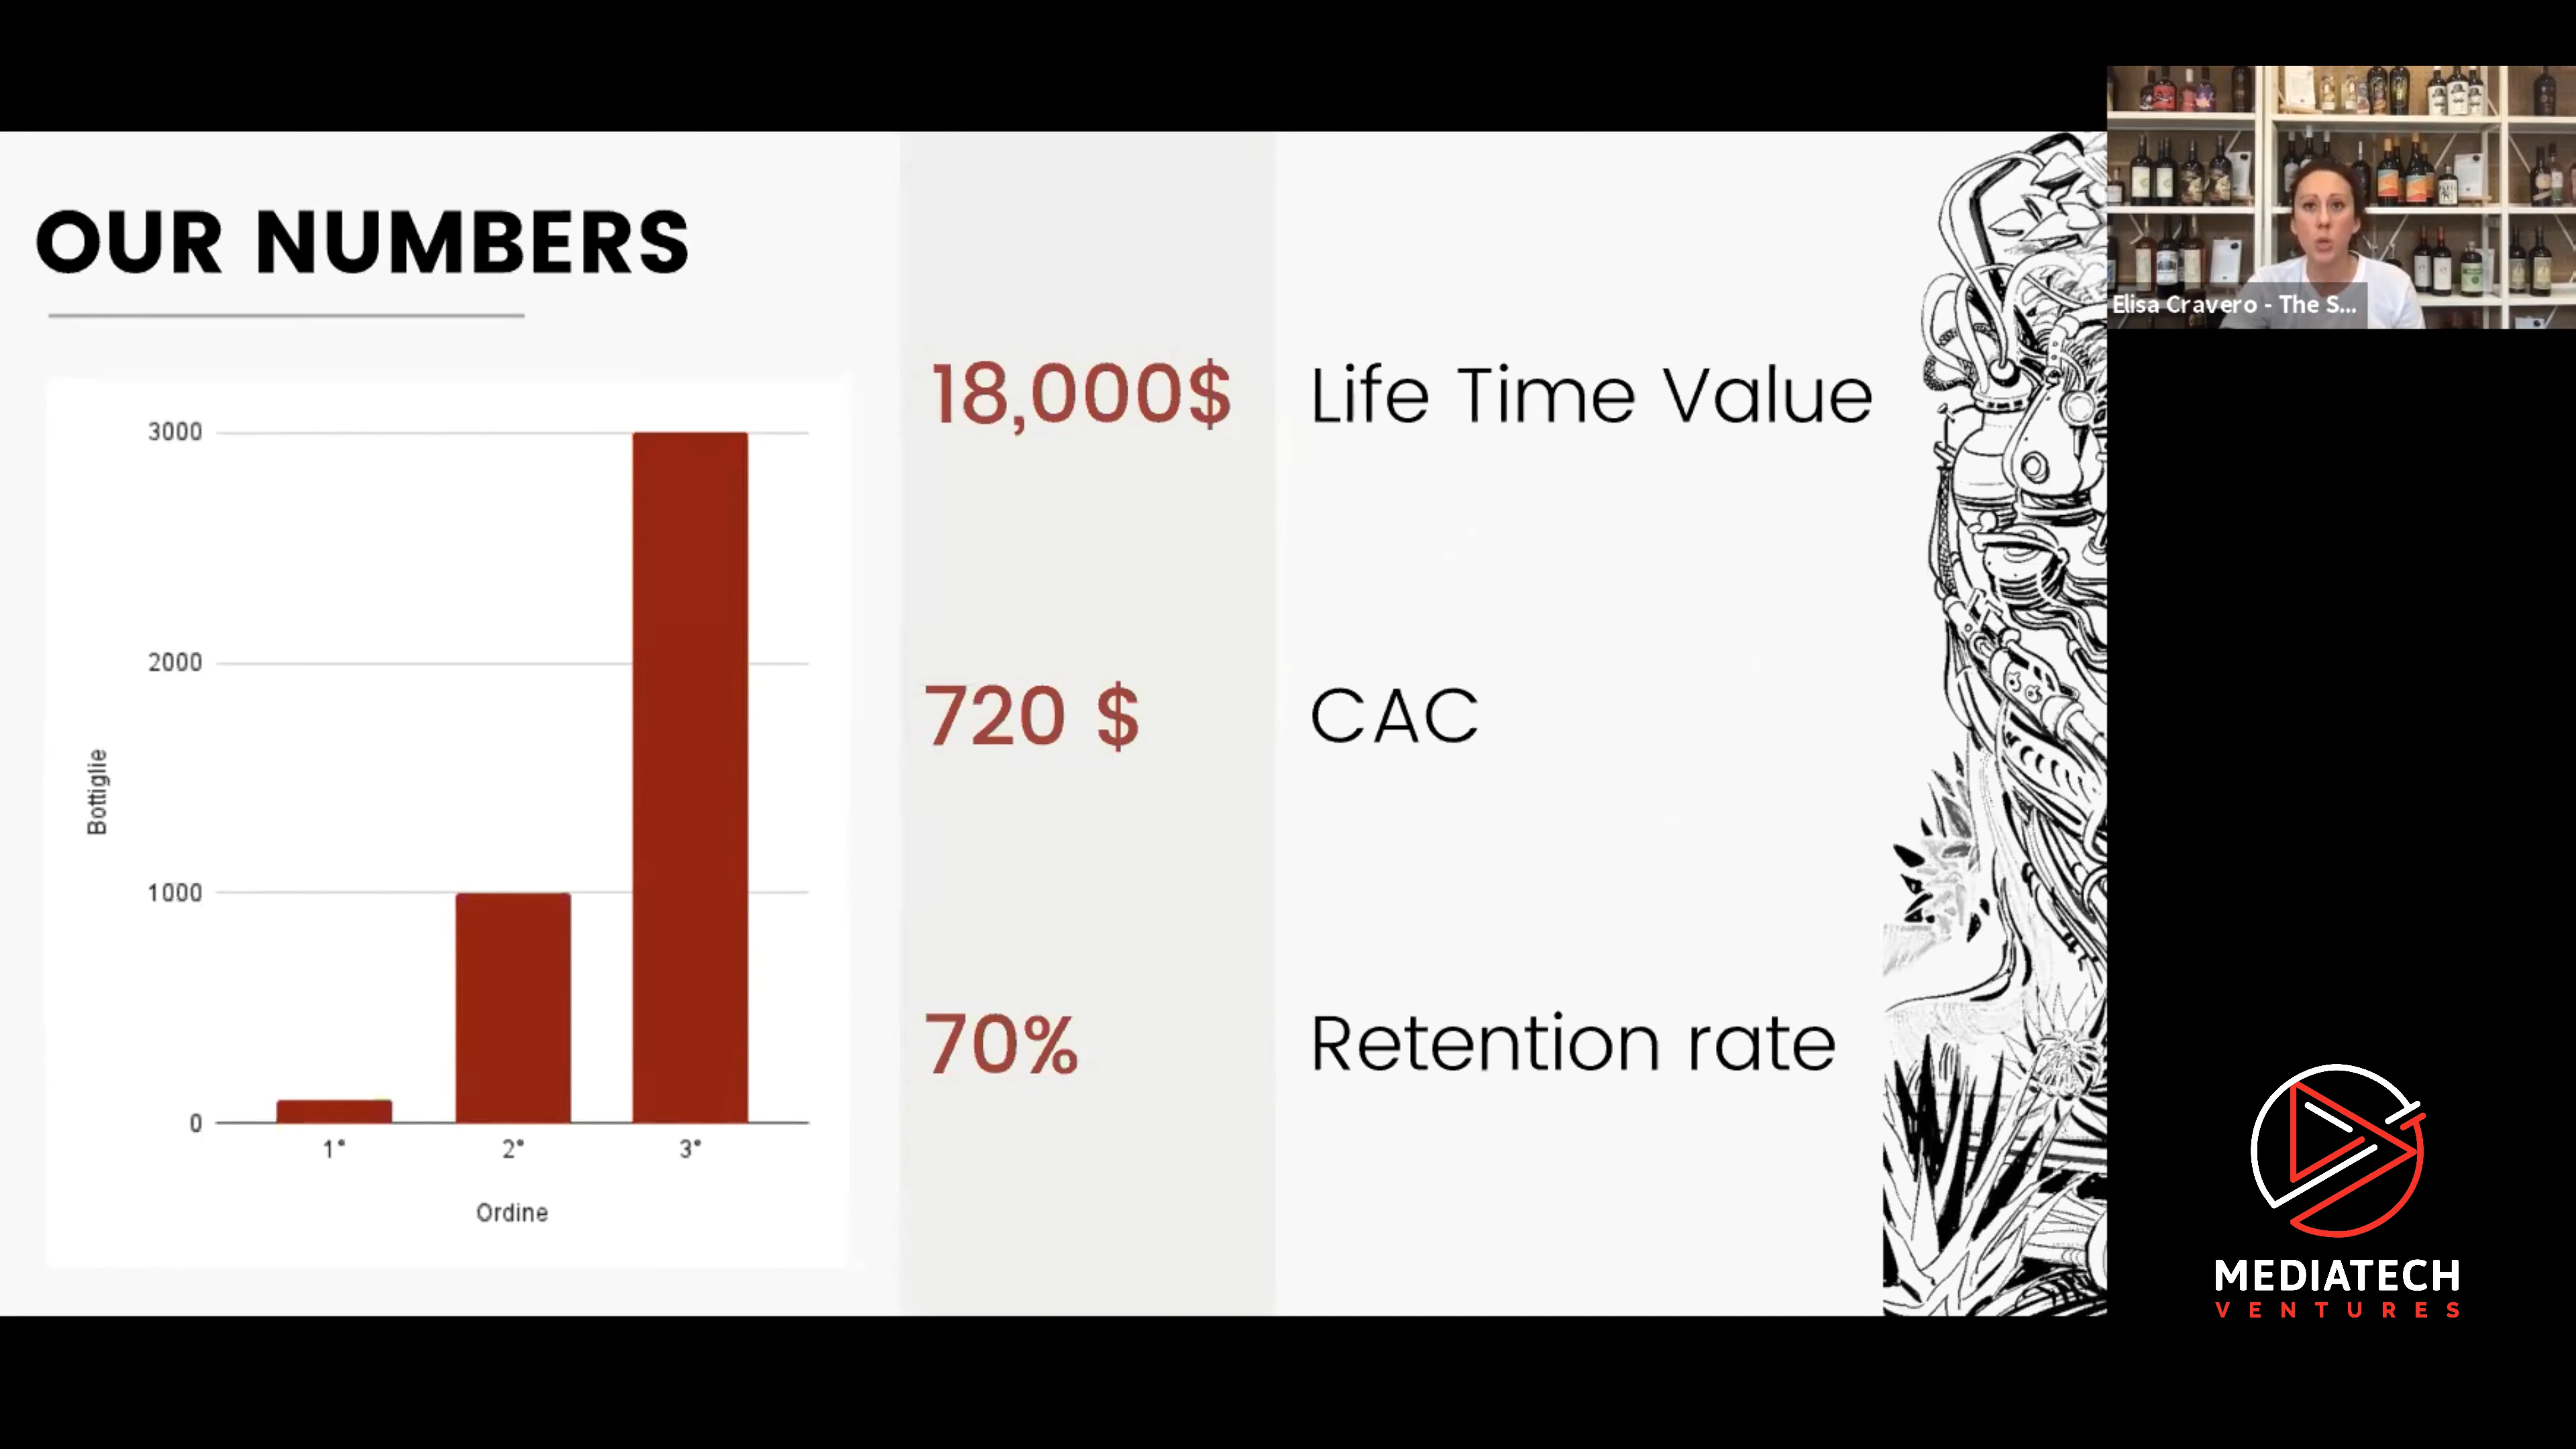 OUR NUMBERS
3000
2000
1000
0
Bottiglie
1°
2°
3°
Ordine
18,000$
Life Time Value
720 $
CAC
70%
Retention rate
Elisa Cravero - The S...
MEDIATECH
VENTURES